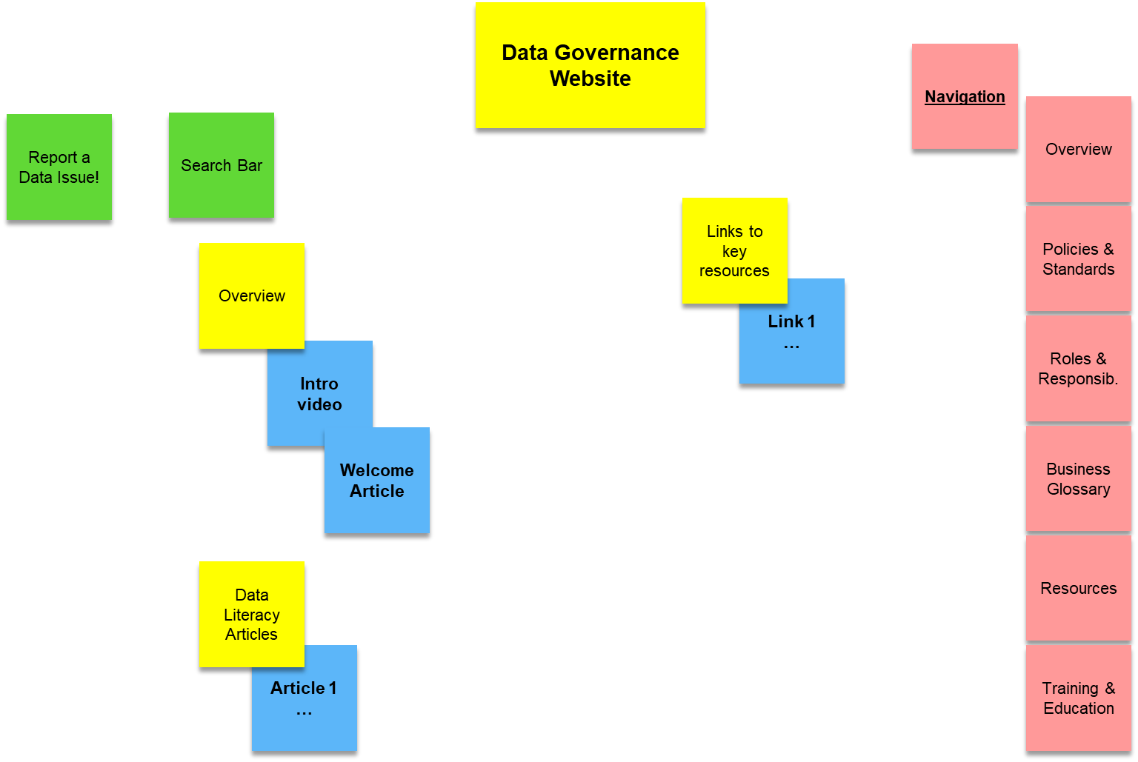 Data Governance
Website
Navigation
Overview
Report a
Data Issue!
Search Bar
Links to
key
resources
Policies &
Standards
Overview
Link 1
...
Intro
video
Roles &
Responsib.
Welcome
Article
Business
Glossary
Data
Literacy
Articles
Resources
Article 1
...
Training &
Education